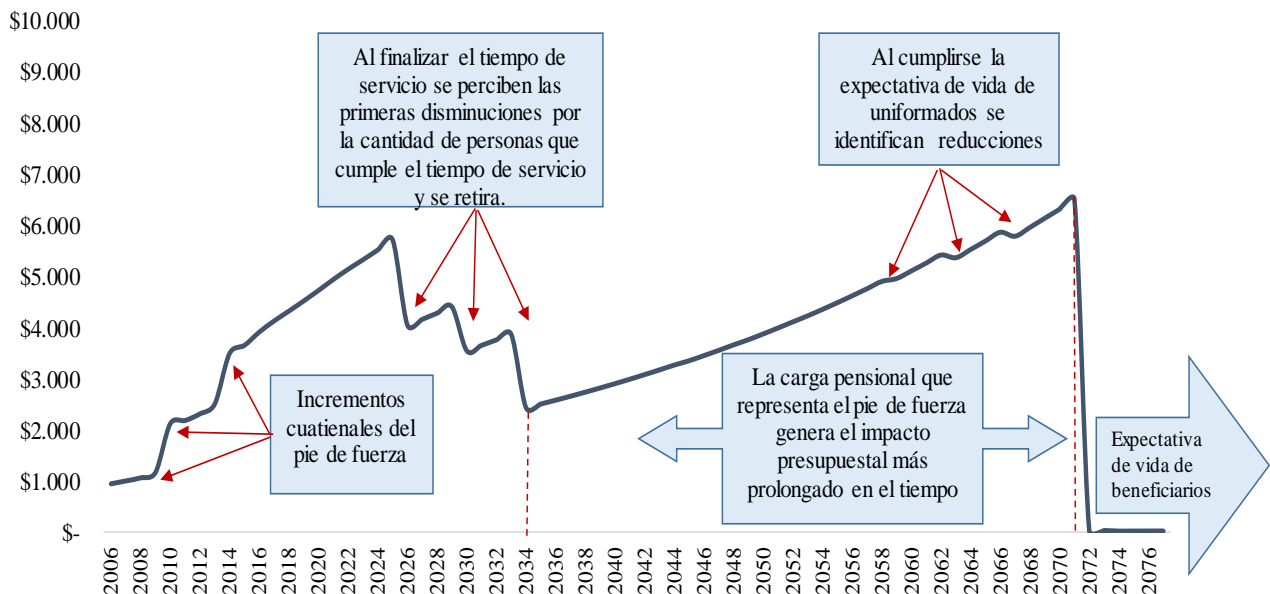 $10.000
$9.000
$8.000
$7.000
$6.000
$5.000
$4.000
$3.000
$2.000
$1.000
$-
Al finalizar el tiempo de
servicio se perciben las
primeras disminuciones por
la cantidad de personas que
cumple el tiempo de servicio
y se retira.
Al cumplirse la
expectativa de vida de
uniformados se
identifican reducciones
Incrementos
cuatienales del
pie de fuerza
La carga pensional que
representa el pie de fuerza
genera el impacto
presupuestal más
prolongado en el tiempo
Expectativa
de vida de
beneficiarios
2006
2008
2010
2012
2014
2016
2018
2020
2022
2024
2026
2028
2030
2032
2034
2036
2038
2040
2042
2044
2046
2048
2050
2052
2054
2056
2058
2060
2062
2064
2066
2068
2070
2072
2074
2076